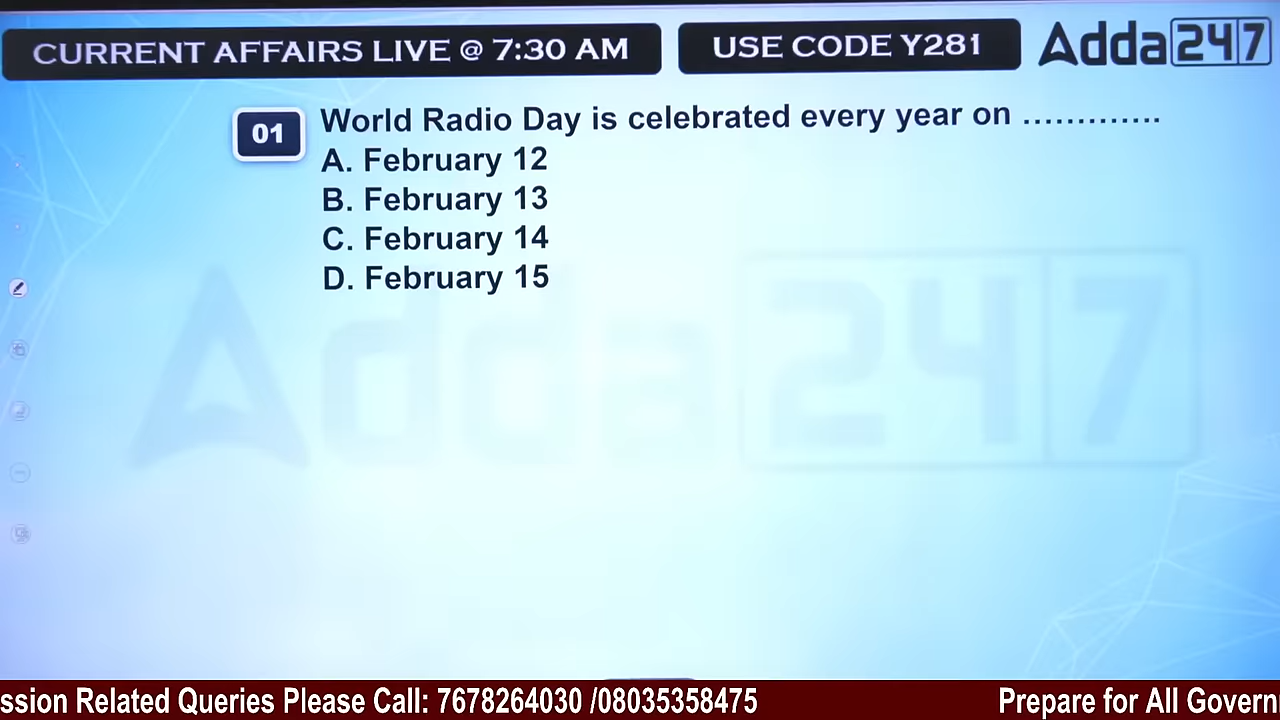 CURRENT AFFAIRS LIVE @ 7:30 AM
USE CODE Y281
Adda247
01
World Radio Day is celebrated every year on .............
A. February 12
B. February 13
C. February 14
D. February 15
Adda247
ssion Related Queries Please Call: 7678264030 /08035358475
Prepare for All Govern